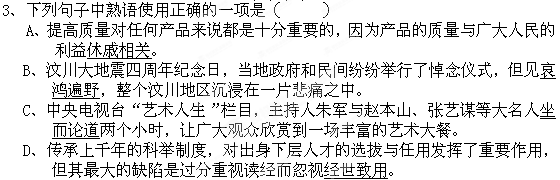 3、下列句子中熟语使用正确的一项是（　　）
A、提高质量对任何产品来说都是十分重要的，因为产品的质量与广大人民的
利益休戚相关。
B、汶川大地震四周年纪念日，当地政府和民间纷纷举行了悼念仪式，但见哀
鸿遍野，整个汶川地区沉浸在一片悲痛之中。
C、中央电视台“艺术人生”栏目，主持人朱军与赵本山、张艺谋等大名人坐
而论道两个小时，让广大观众欣赏到一场丰富的艺术大餐。
D、传承上千年的科举制度，对出身下层人才的选拔与任用发挥了重要作用，
但其最大的缺陷是过分重视读经而忽视经世致用。